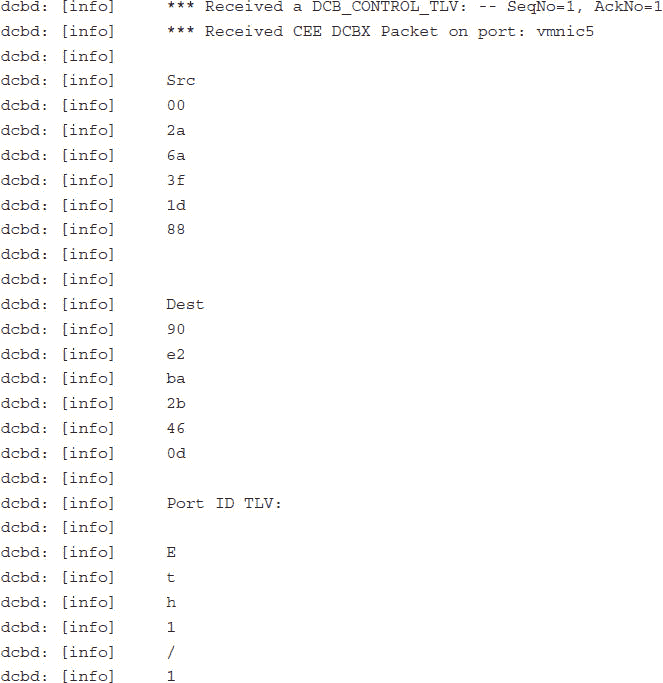 dcbd: [info] *** Received a DCB_CONTROL_TLV: -- SeqNo=1, AckNo=1
dcbd: [info] *** Received CEE DCBX Packet on port: vmnic5
dcbd: [info]
dcbd: [info] Src
dcbd: [info] 00
dcbd: [info] 2a
dcbd: [info] 6a
dcbd: [info] 3f
dcbd: [info] 1d
dcbd: [info] 88
dcbd: [info]
dcbd: [info]
dcbd: [info] Dest
dcbd: [info] 90
dcbd: [info] e2
dcbd: [info] ba
dcbd: [info] 2b
dcbd: [info] 46
dcbd: [info] 0d
dcbd: [info]
dcbd: [info] Port ID TLV:
dcbd: [info]
dcbd: [info] E
dcbd: [info] t
dcbd: [info] h
dcbd: [info] 1
dcbd: [info] /
dcbd: [info] 1